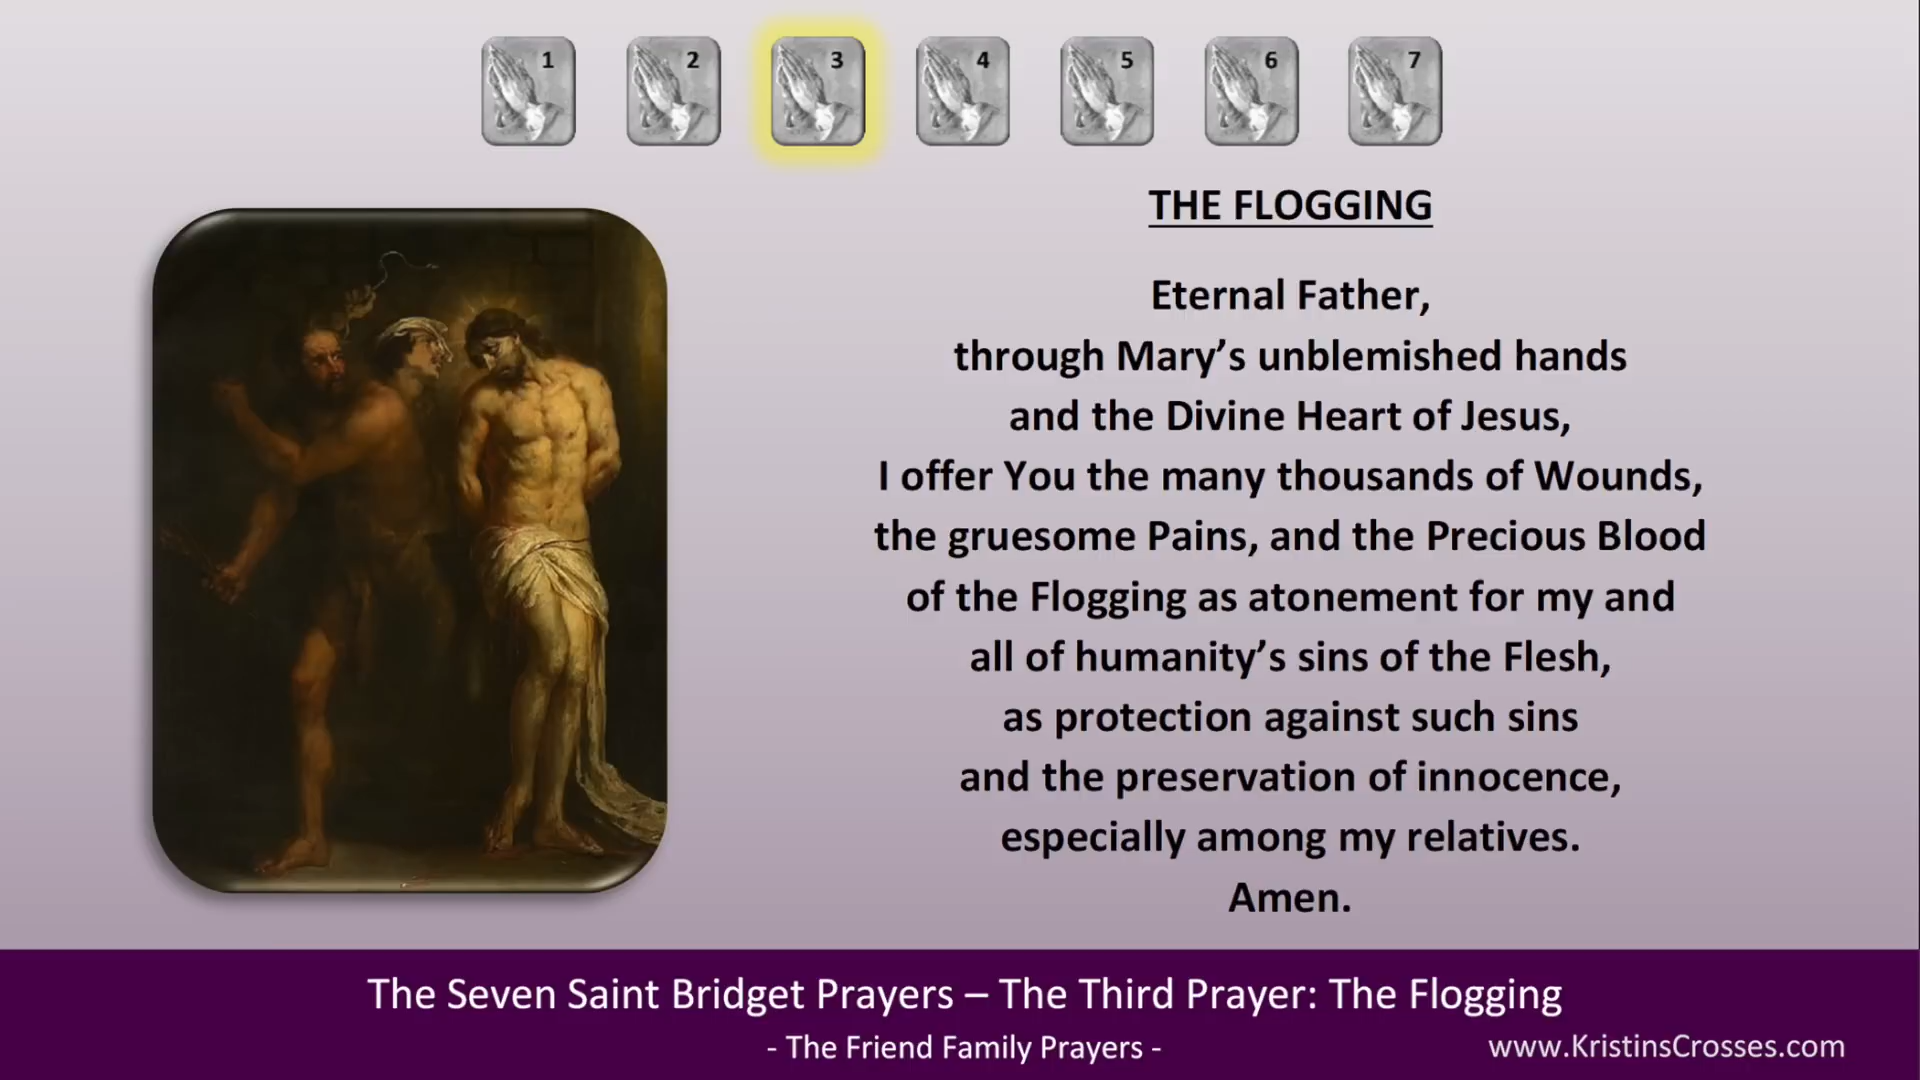 1 2 3 4 5 6 7
THE FLOGGING
Eternal Father,
through Mary’s unblemished hands
and the Divine Heart of Jesus,
I offer You the many thousands of Wounds,
the gruesome Pains, and the Precious Blood
of the Flogging as atonement for my and
all of humanity’s sins of the Flesh,
as protection against such sins
and the preservation of innocence,
especially among my relatives.
Amen.
The Seven Saint Bridget Prayers – The Third Prayer: The Flogging
- The Friend Family Prayers -
www.KristinsCrosses.com